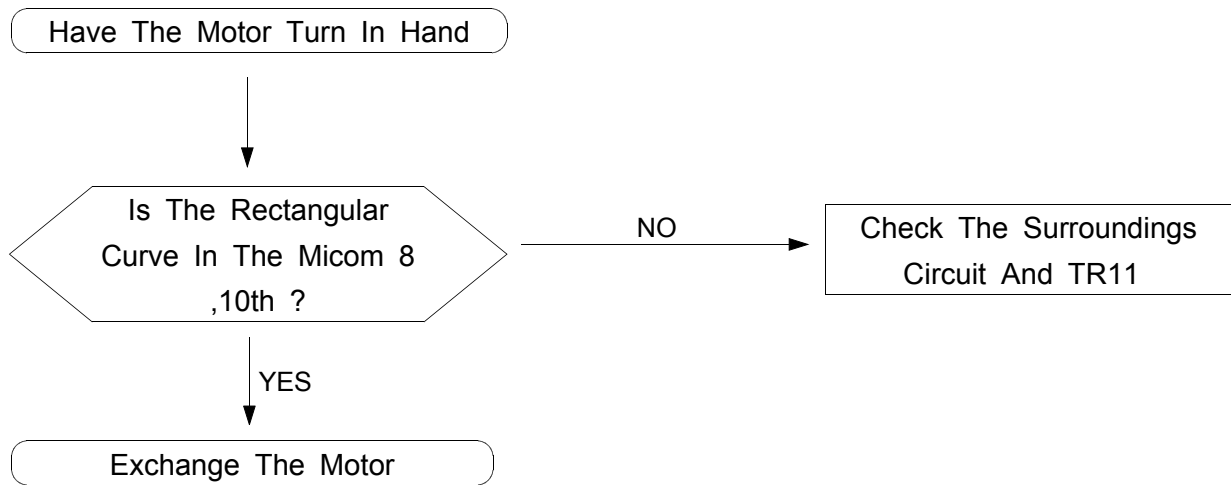 Have The Motor Turn In Hand
Is The Rectangular
Curve In The Micom 8
,10th ?
NO
Check The Surroundings
Circuit And TR11
YES
Exchange The Motor